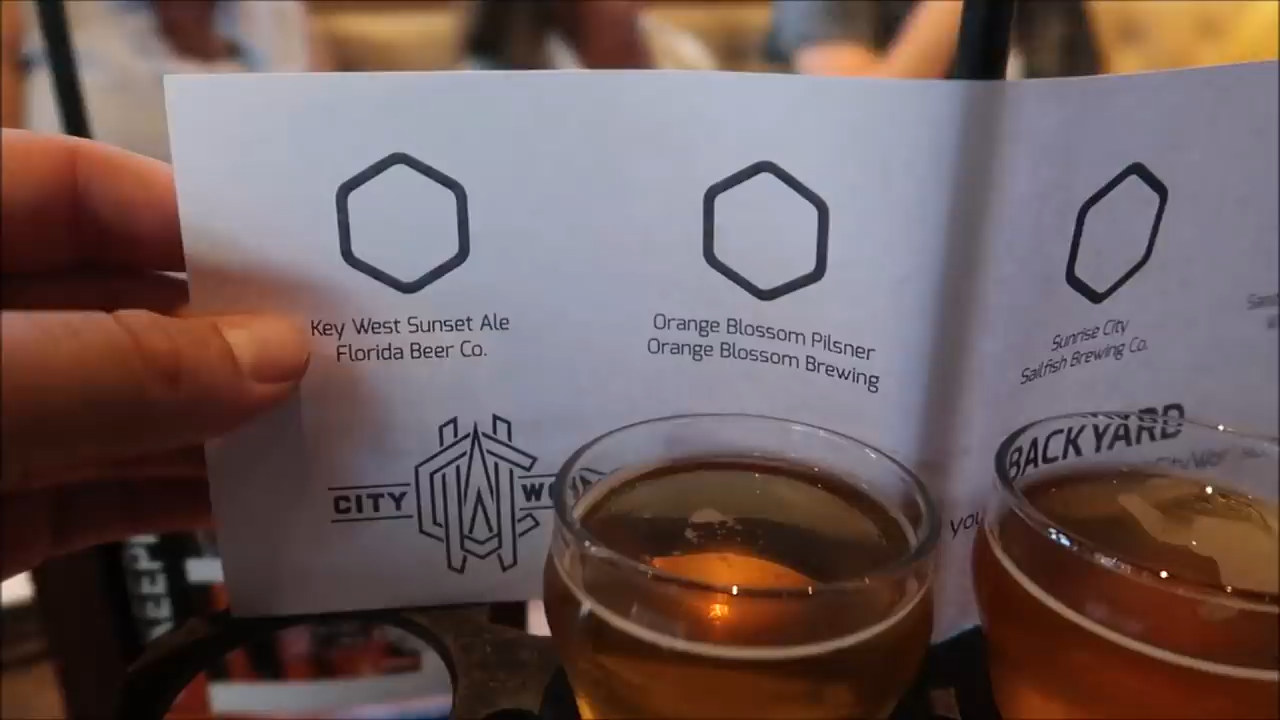 Key West Sunset Ale
Florida Beer Co.
Orange Blossom Pilsner
Orange Blossom Brewing
Sunrise City
Sailfish Brewing Co.
CITY
BACKYARD
you